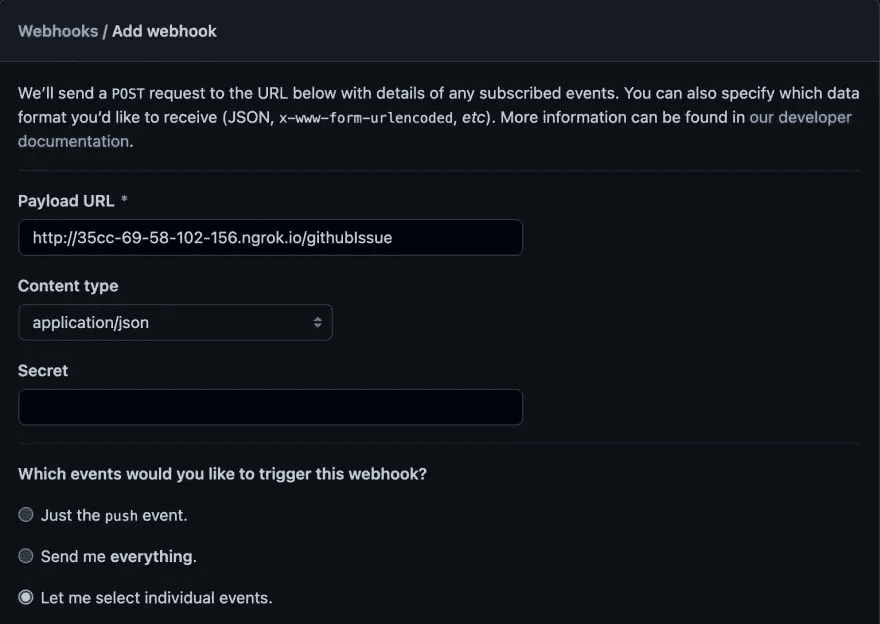 Webhooks / Add webhook
We'll send a POST request to the URL below with details of any subscribed events. You can also specify which data
format you'd like to receive (JSON, x-www-form-urlencoded, etc). More information can be found in our developer
documentation.
Payload URL *
http://35cc-69-58-102-156.ngrok.io/githubIssue
Content type
application/json
Secret
Which events would you like to trigger this webhook?
Just the push event.
Send me everything.
Let me select individual events.